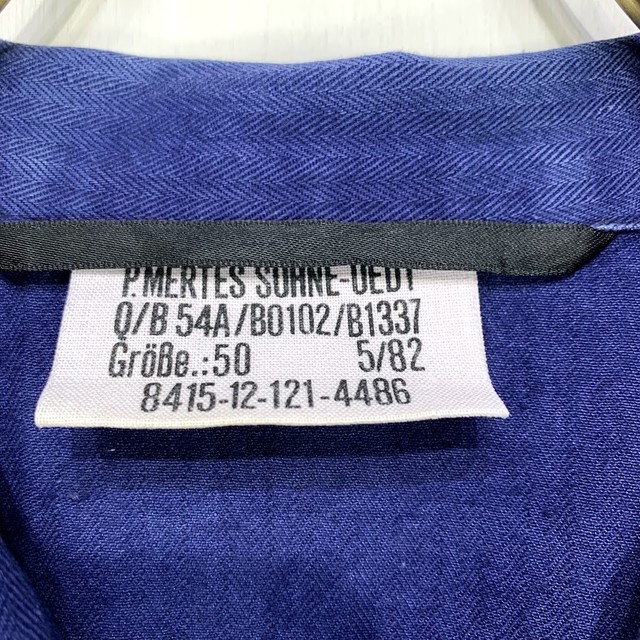 P.MERTES SÖHNE-OEDT
Q/B 54A/B0102/B1337
Größe.:50 5/82
8415-12-121-4486